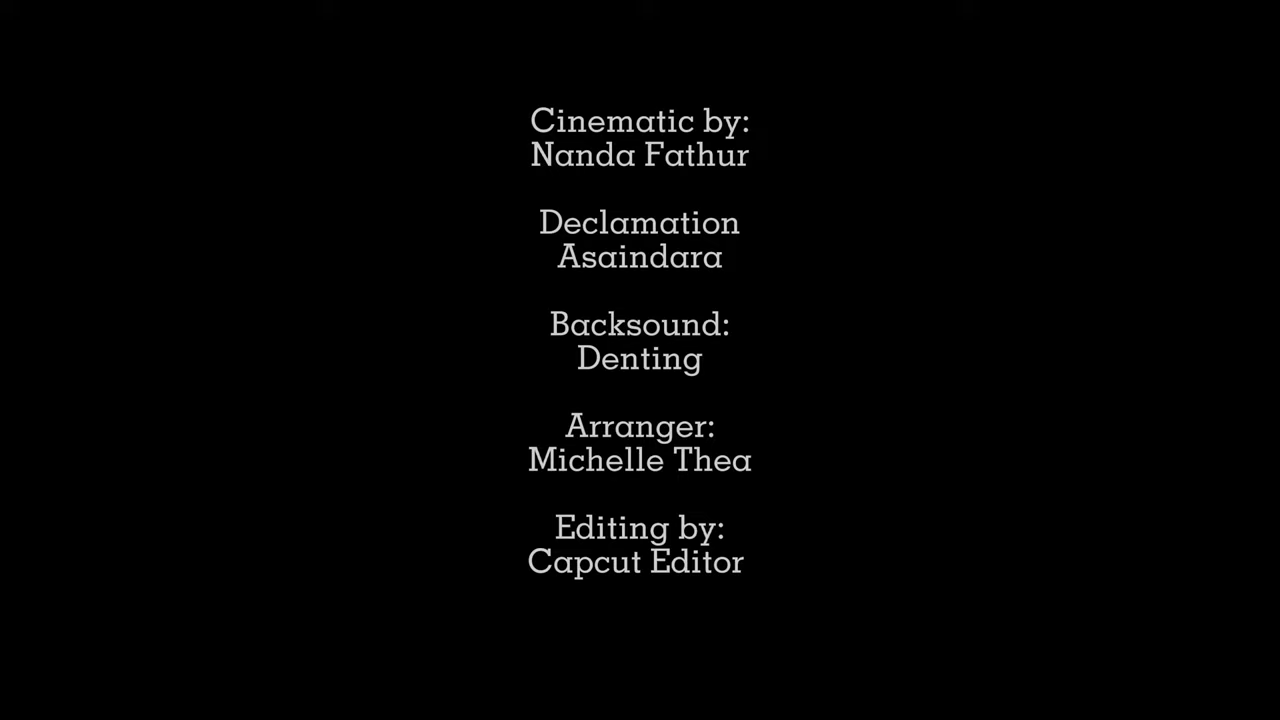 Cinematic by:
Nanda Fathur
Declamation
Asaindara
Backsound:
Denting
Arranger:
Michelle Thea
Editing by:
Capcut Editor